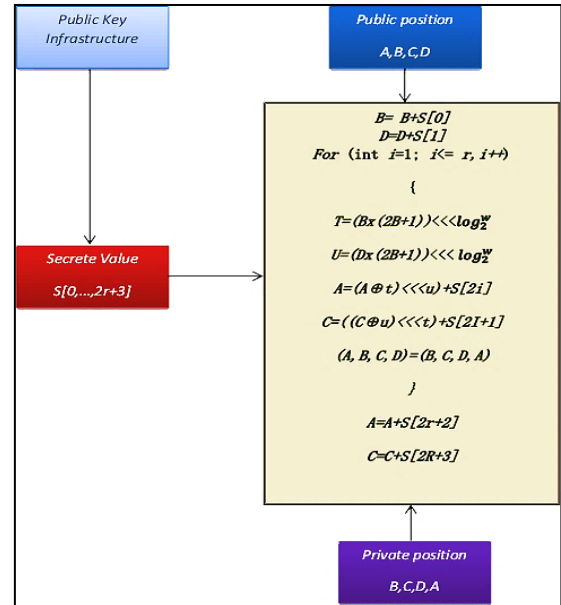 Public Key
Infrastructure
Public position
A,B,C,D
B= B+S[0]
D=D+S[1]
For (int i=1; i<= r, i++)
{
T=(Bx(2B+1))<<<log₂ʷ
U=(Dx(2B+1))<<< log₂ʷ
A=(A⊕t)<<<u)+S[2i]
C=((C⊕u)<<<t)+S[2I+1]
(A, B, C, D)=(B, C, D, A)
}
A=A+S[2r+2]
C=C+S[2R+3]
Secrete Value
S[0,...,2r+3]
Private position
B,C,D,A